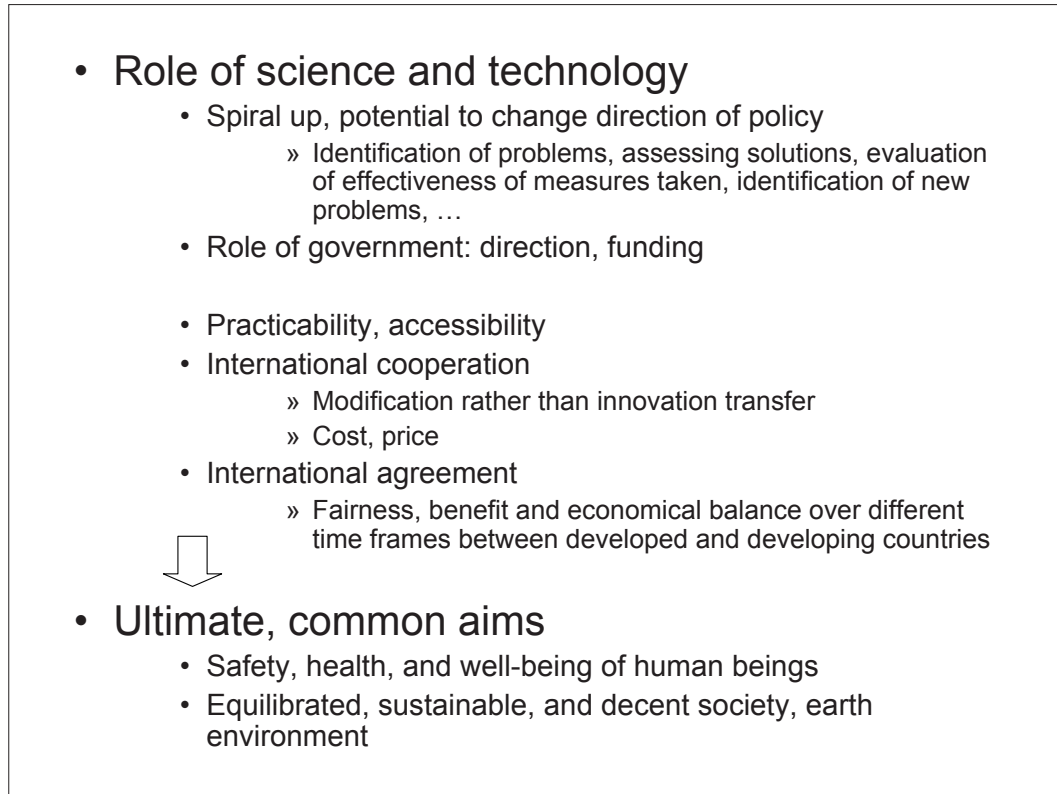 • Role of science and technology
• Spiral up, potential to change direction of policy
» Identification of problems, assessing solutions, evaluation
of effectiveness of measures taken, identification of new
problems, …
• Role of government: direction, funding
• Practicability, accessibility
• International cooperation
» Modification rather than innovation transfer
» Cost, price
• International agreement
» Fairness, benefit and economical balance over different
time frames between developed and developing countries
• Ultimate, common aims
• Safety, health, and well-being of human beings
• Equilibrated, sustainable, and decent society, earth
environment